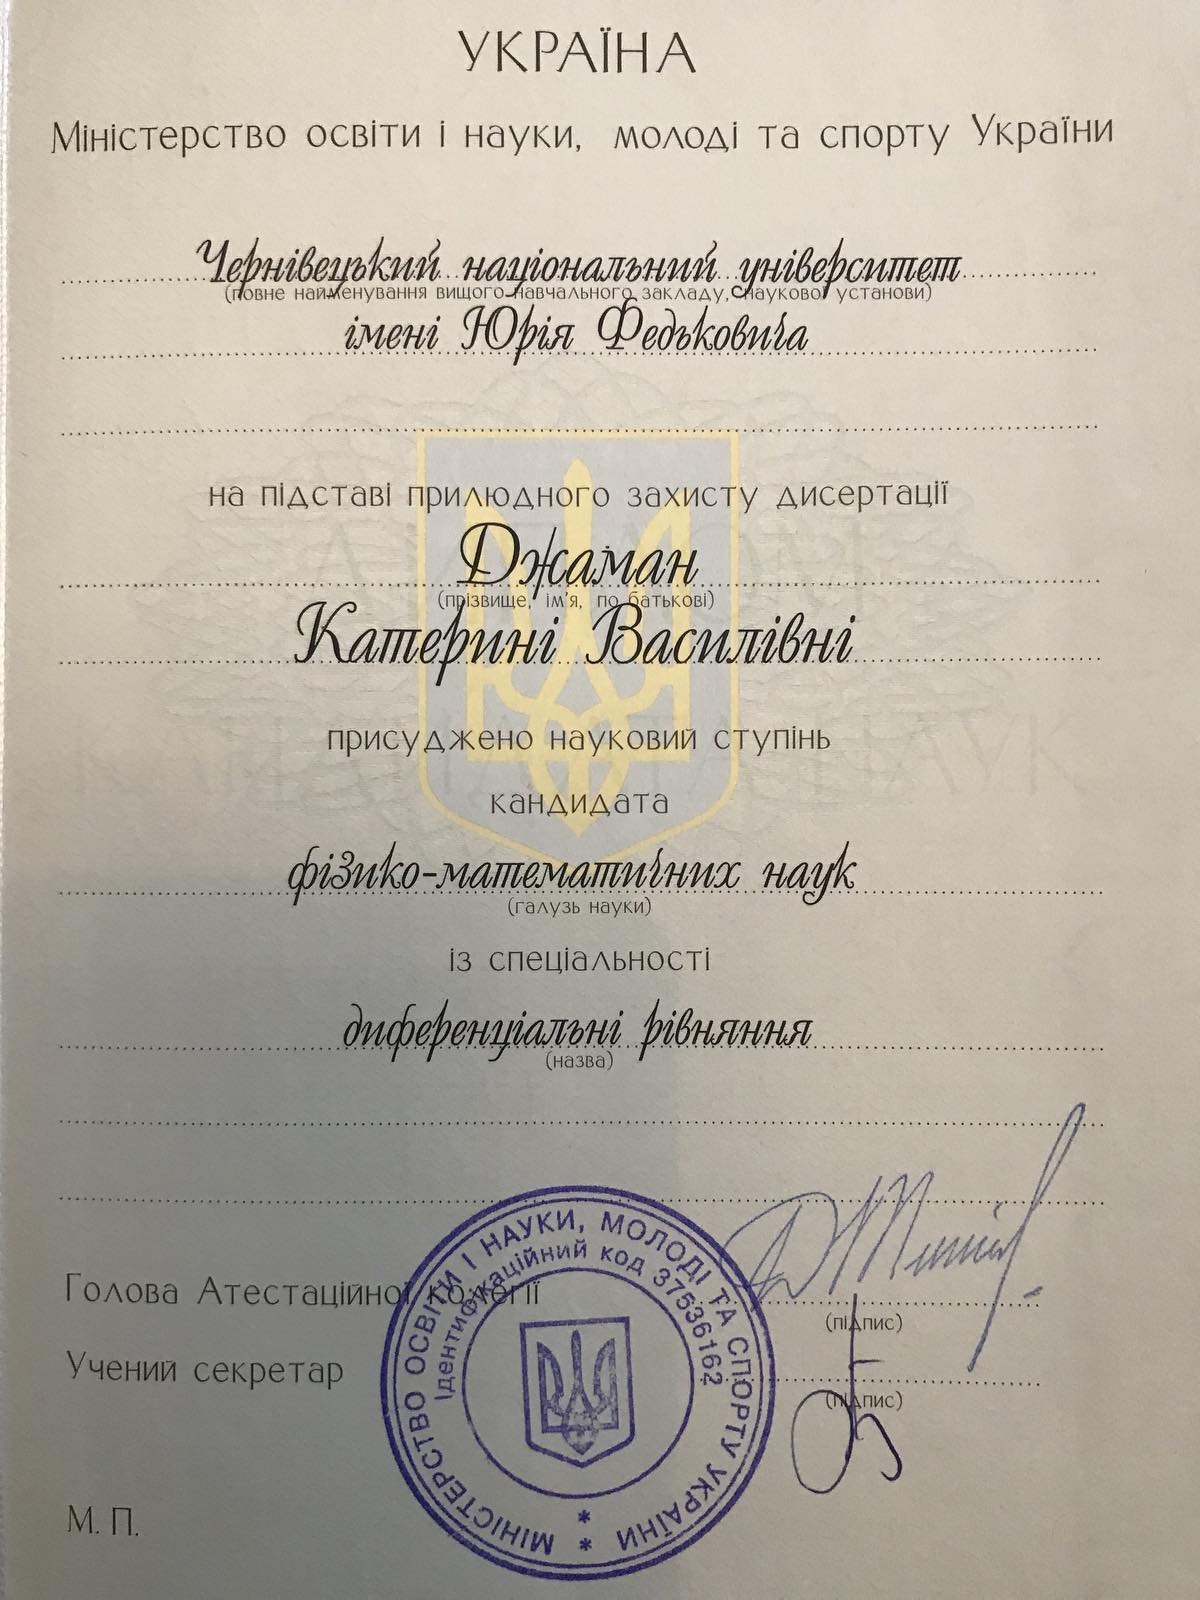 УКРАЇНА
Міністерство освіти і науки, молоді та спорту України
Чернівецький національний університет
(повне найменування вищого навчального закладу, наукової установи)
імені Юрія Федьковича
на підставі прилюдного захисту дисертації
Джаман
(прізвище, ім'я, по батькові)
Катерині Василівні
присуджено науковий ступінь
кандидата
фізико-математичних наук
(галузь науки)
із спеціальності
диференціальні рівняння
(назва)
Голова Атестаційної колегії
(підпис)
Учений секретар
(підпис)
М. П.
МІНІСТЕРСТВО ОСВІТИ І НАУКИ, МОЛОДІ ТА СПОРТУ УКРАЇНИ
Ідентифікаційний код 37536162